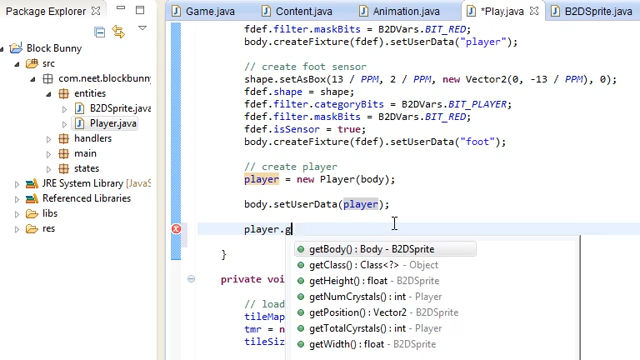 Package Explorer
Game.java
Content.java
Animation.java
*Play.java
B2DSprite.java
Block Bunny
src
com.neet.blockbunny
entities
B2DSprite.java
Player.java
handlers
main
states
JRE System Library [JavaS
Referenced Libraries
libs
res
fdef.filter.maskBits = B2DVars.BIT_RED;
body.createFixture(fdef).setUserData("player");
// create foot sensor
shape.setAsBox(13 / PPM, 2 / PPM, new Vector2(0, -13 / PPM), 0);
fdef.shape = shape;
fdef.filter.categoryBits = B2DVars.BIT_PLAYER;
fdef.filter.maskBits = B2DVars.BIT_RED;
fdef.isSensor = true;
body.createFixture(fdef).setUserData("foot");
// create player
player = new Player(body);
body.setUserData(player);
player.g
getBody() : Body - B2DSprite
getClass() : Class<?> - Object
getHeight() : float - B2DSprite
getNumCrystals() : int - Player
getPosition() : Vector2 - B2DSprite
getTotalCyrstals() : int - Player
getWidth() : float - B2DSprite
}
private voi
// load
tileMap
tmr = n
tileSiz